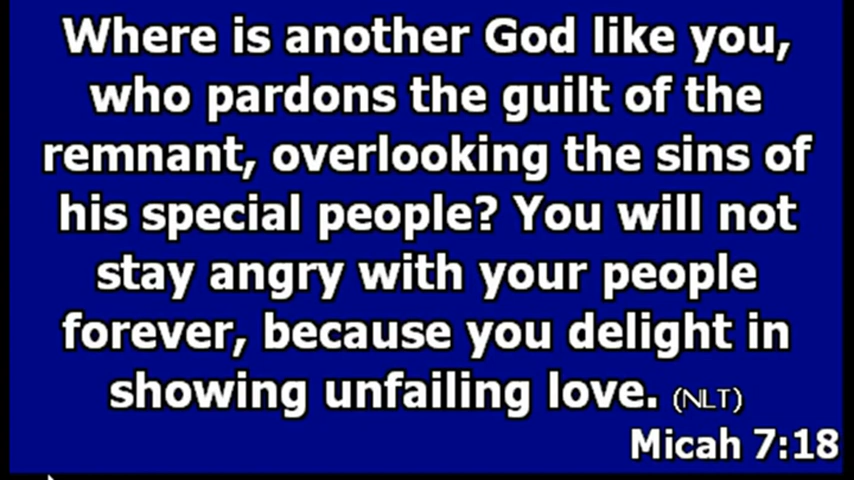 Where is another God like you,
who pardons the guilt of the
remnant, overlooking the sins of
his special people? You will not
stay angry with your people
forever, because you delight in
showing unfailing love. (NLT)
Micah 7:18